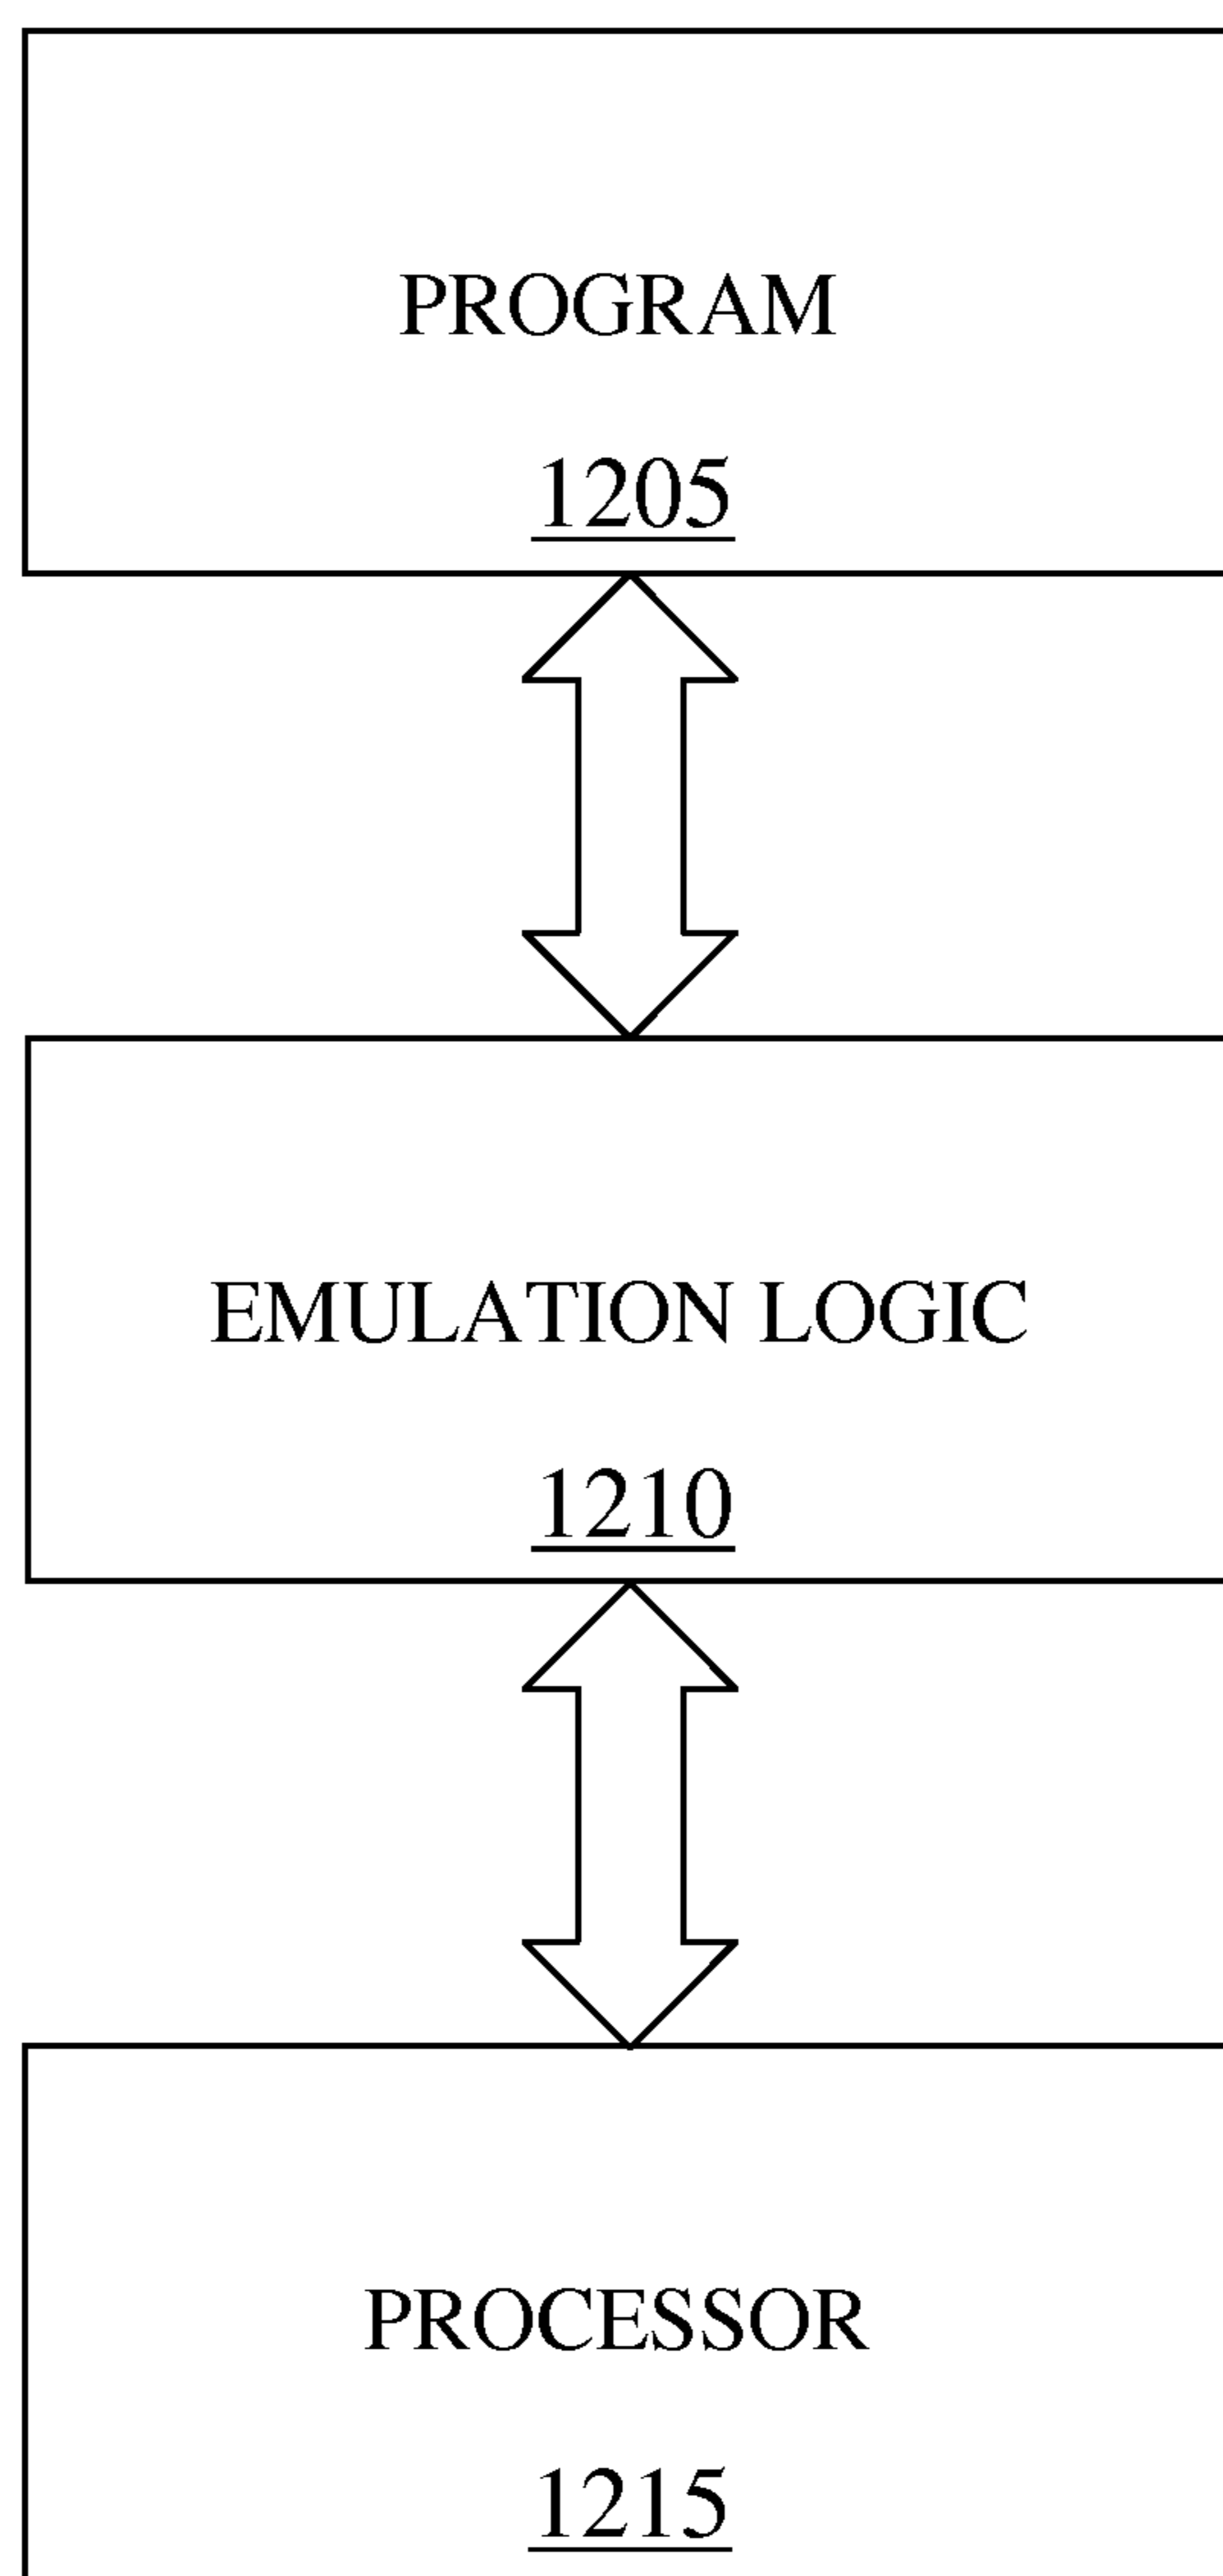 PROGRAM
1205
EMULATION LOGIC
1210
PROCESSOR
1215